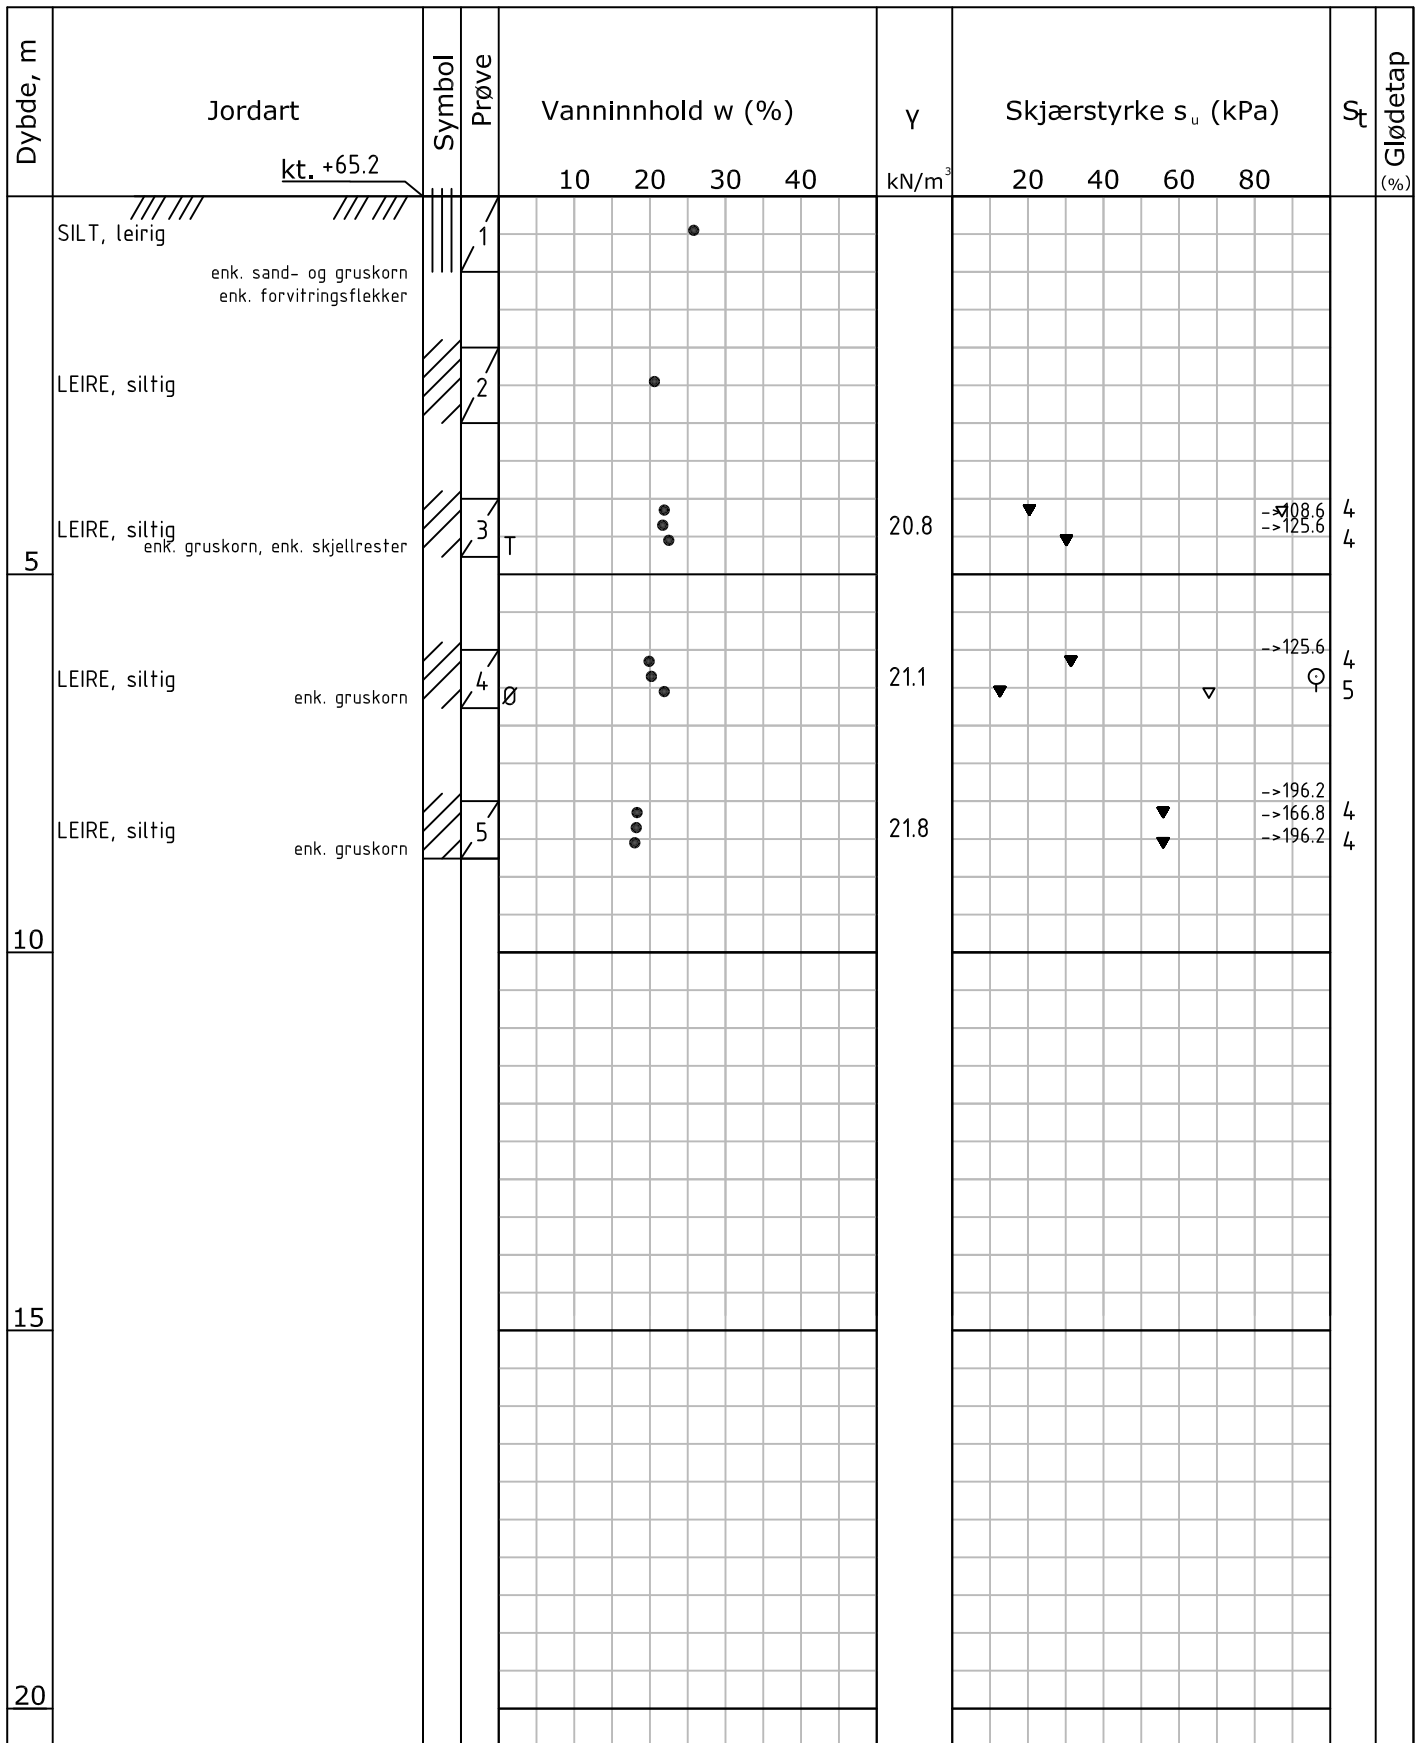 Dybde, m
Jordart
Symbol
Prøve
Vanninnhold w (%)
γ
Skjærstyrke su (kPa)
St
Glødetap
kt. +65.2
10 20 30 40
kN/m³
20 40 60 80
(%)
SILT, leirig
1
enk. sand- og gruskorn
enk. forvitringsflekker
LEIRE, siltig
2
LEIRE, siltig
enk. gruskorn, enk. skjellrester
3
T
20.8
->108.6
->125.6
4
4
5
LEIRE, siltig
enk. gruskorn
4
Ø
21.1
->125.6
4
5
LEIRE, siltig
enk. gruskorn
5
21.8
->196.2
->166.8
->196.2
4
4
10
15
20